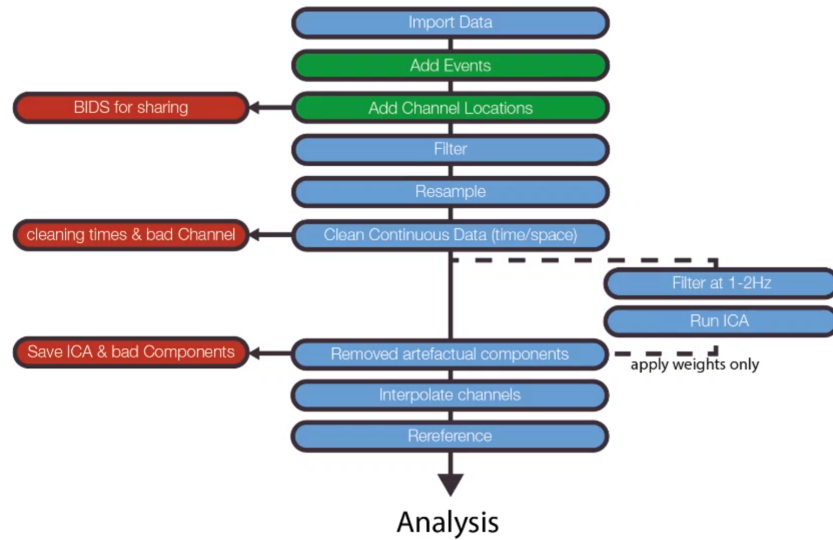 Import Data
Add Events
BIDS for sharing
Add Channel Locations
Filter
Resample
cleaning times & bad Channel
Clean Continuous Data (time/space)
Filter at 1-2Hz
Run ICA
Save ICA & bad Components
Removed artefactual components
apply weights only
Interpolate channels
Rereference
Analysis